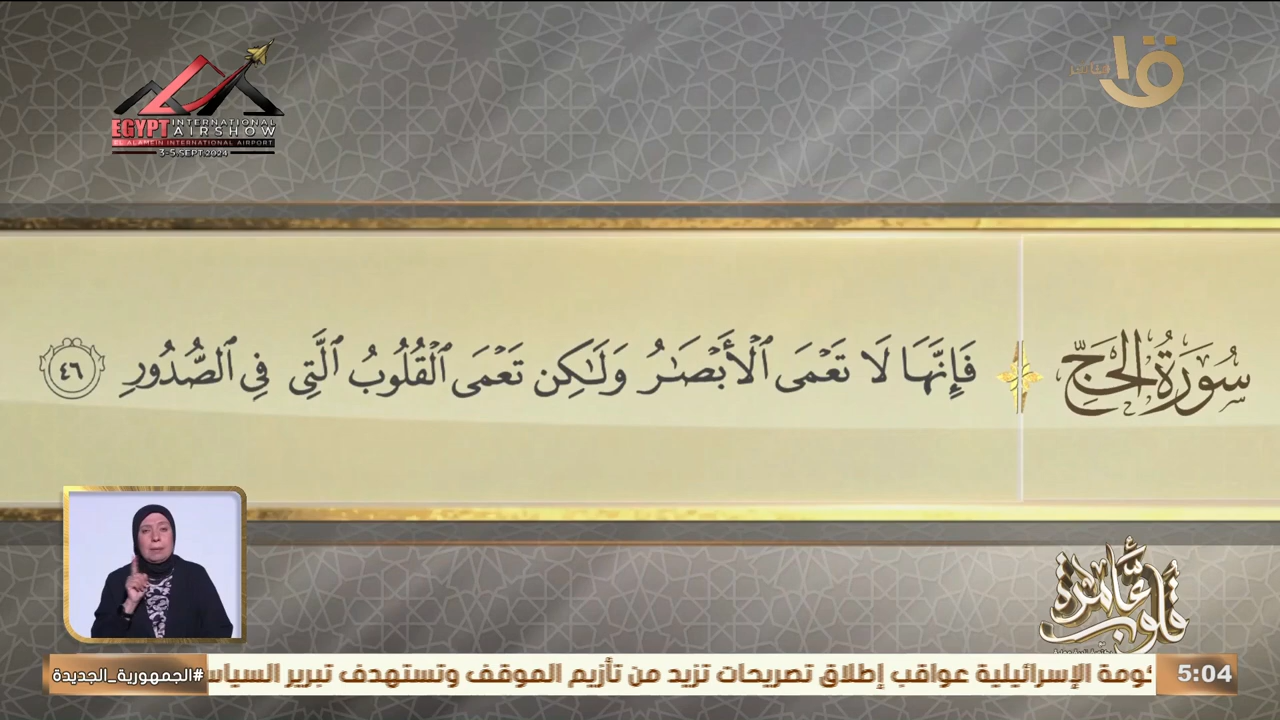 EGYPT INTERNATIONAL AIRSHOW
EL ALAMEIN INTERNATIONAL AIRPORT
3-5 SEPT 2024
سُورَةُ الحَجِّ
فَإِنَّهَا لَا تَعْمَى ٱلْأَبْصَـٰرُ وَلَـٰكِن تَعْمَى ٱلْقُلُوبُ ٱلَّتِى فِى ٱلصُّدُورِ ٤٦
قلوب عامرة
5:04
كومة الإسرائيلية عواقب إطلاق تصريحات تزيد من تأزيم الموقف وتستهدف تبرير السياس
#الجمهورية_الجديدة